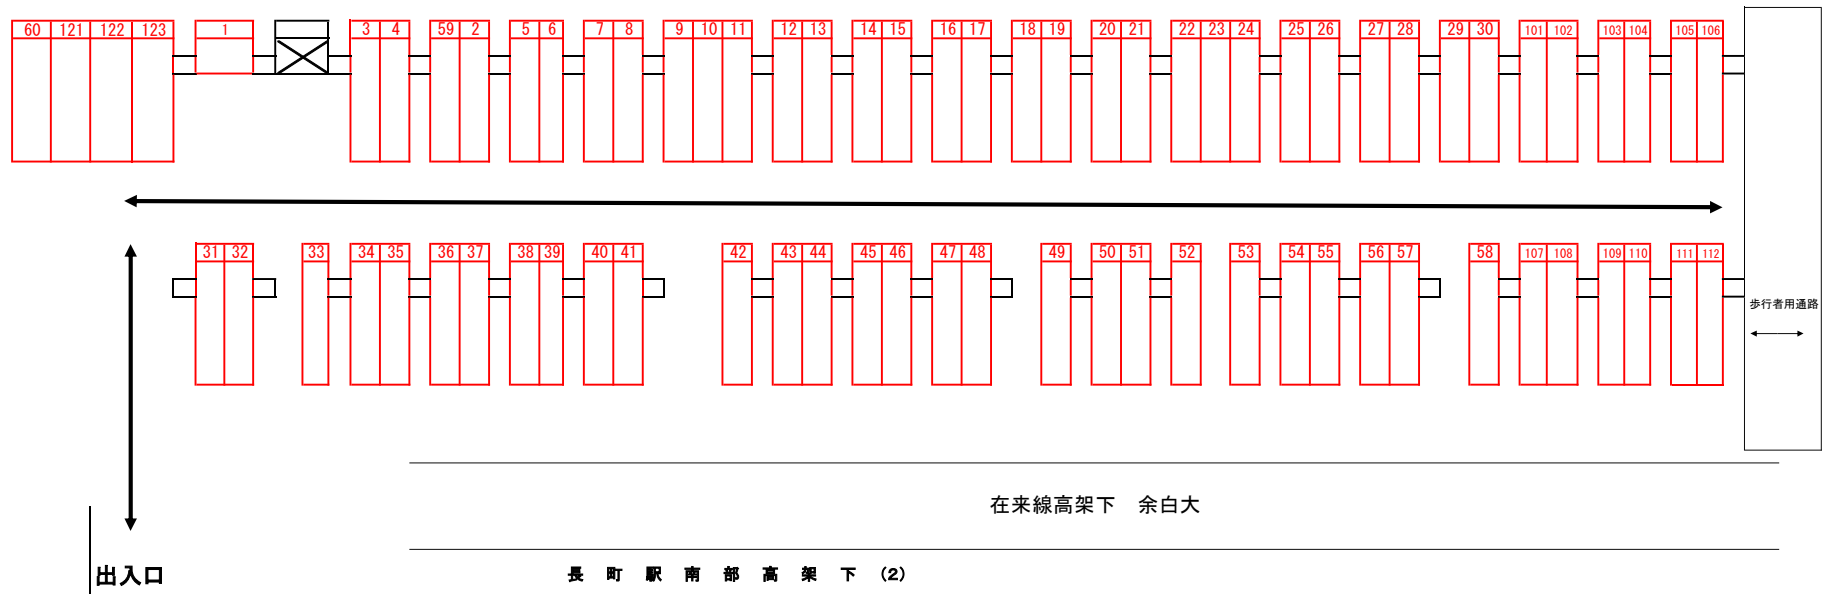 60 121 122 123 1 3 4 59 2 5 6 7 8 9 10 11 12 13 14 15 16 17 18 19 20 21 22 23 24 25 26 27 28 29 30 101 102 103 104 105 106
31 32 33 34 35 36 37 38 39 40 41 42 43 44 45 46 47 48 49 50 51 52 53 54 55 56 57 58 107 108 109 110 111 112
歩行者用通路
在来線高架下 余白大
出入口
長町駅南部高架下(2)